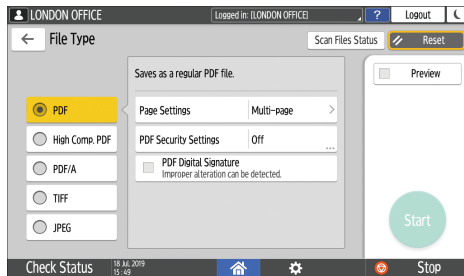 LONDON OFFICE
Logged in: [LONDON OFFICE]
?
Logout
File Type
Scan Files Status
Reset
Saves as a regular PDF file.
Preview
PDF
Page Settings
Multi-page
High Comp. PDF
PDF Security Settings
Off
...
PDF/A
PDF Digital Signature
Improper alteration can be detected.
TIFF
JPEG
Start
Check Status
18 Jul. 2019
15:49
Stop